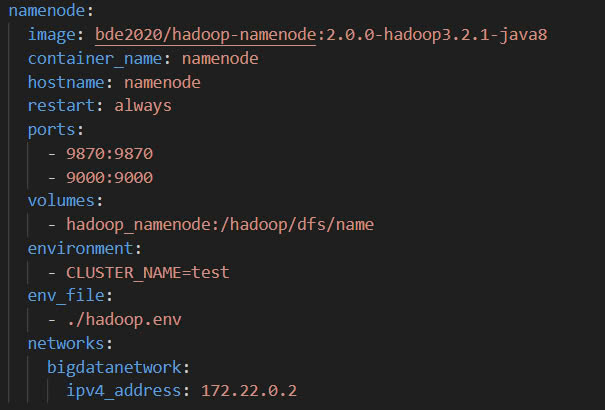 namenode:
  image: bde2020/hadoop-namenode:2.0.0-hadoop3.2.1-java8
  container_name: namenode
  hostname: namenode
  restart: always
  ports:
    - 9870:9870
    - 9000:9000
  volumes:
    - hadoop_namenode:/hadoop/dfs/name
  environment:
    - CLUSTER_NAME=test
  env_file:
    - ./hadoop.env
  networks:
    bigdatanetwork:
      ipv4_address: 172.22.0.2